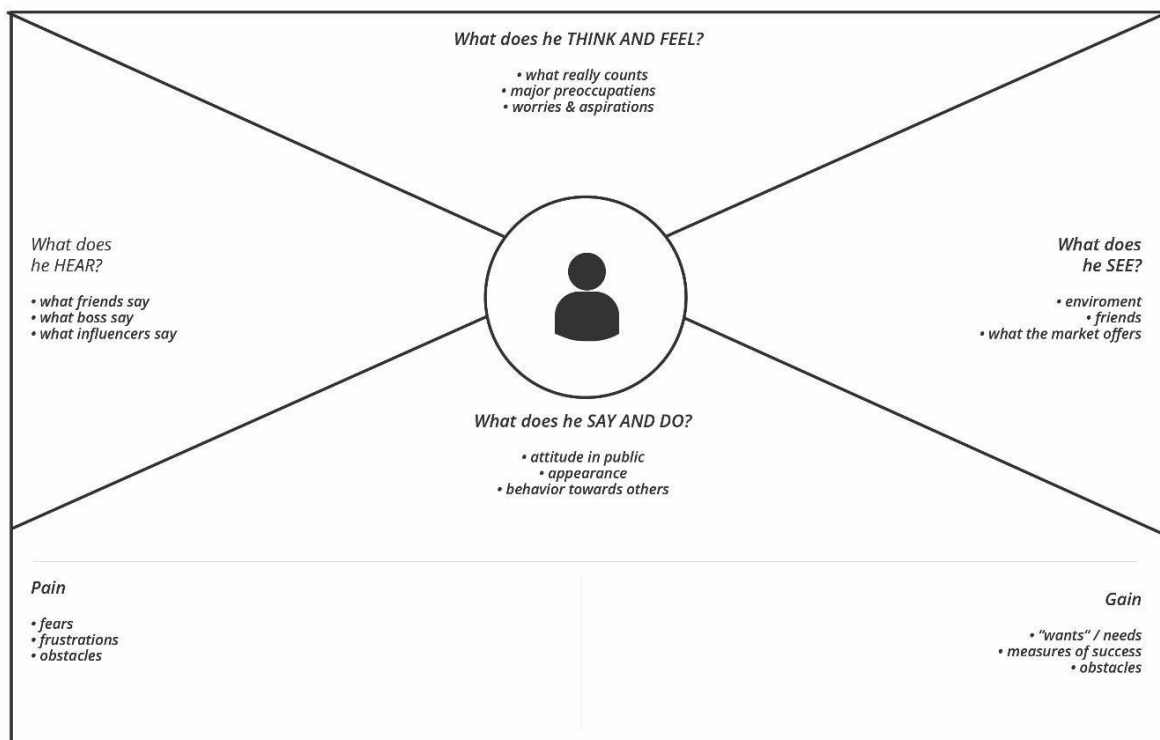 What does he THINK AND FEEL?
• what really counts
• major preoccupatiens
• worries & aspirations
What does
he HEAR?
• what friends say
• what boss say
• what influencers say
What does
he SEE?
• enviroment
• friends
• what the market offers
What does he SAY AND DO?
• attitude in public
• appearance
• behavior towards others
Pain
• fears
• frustrations
• obstacles
Gain
• “wants” / needs
• measures of success
• obstacles